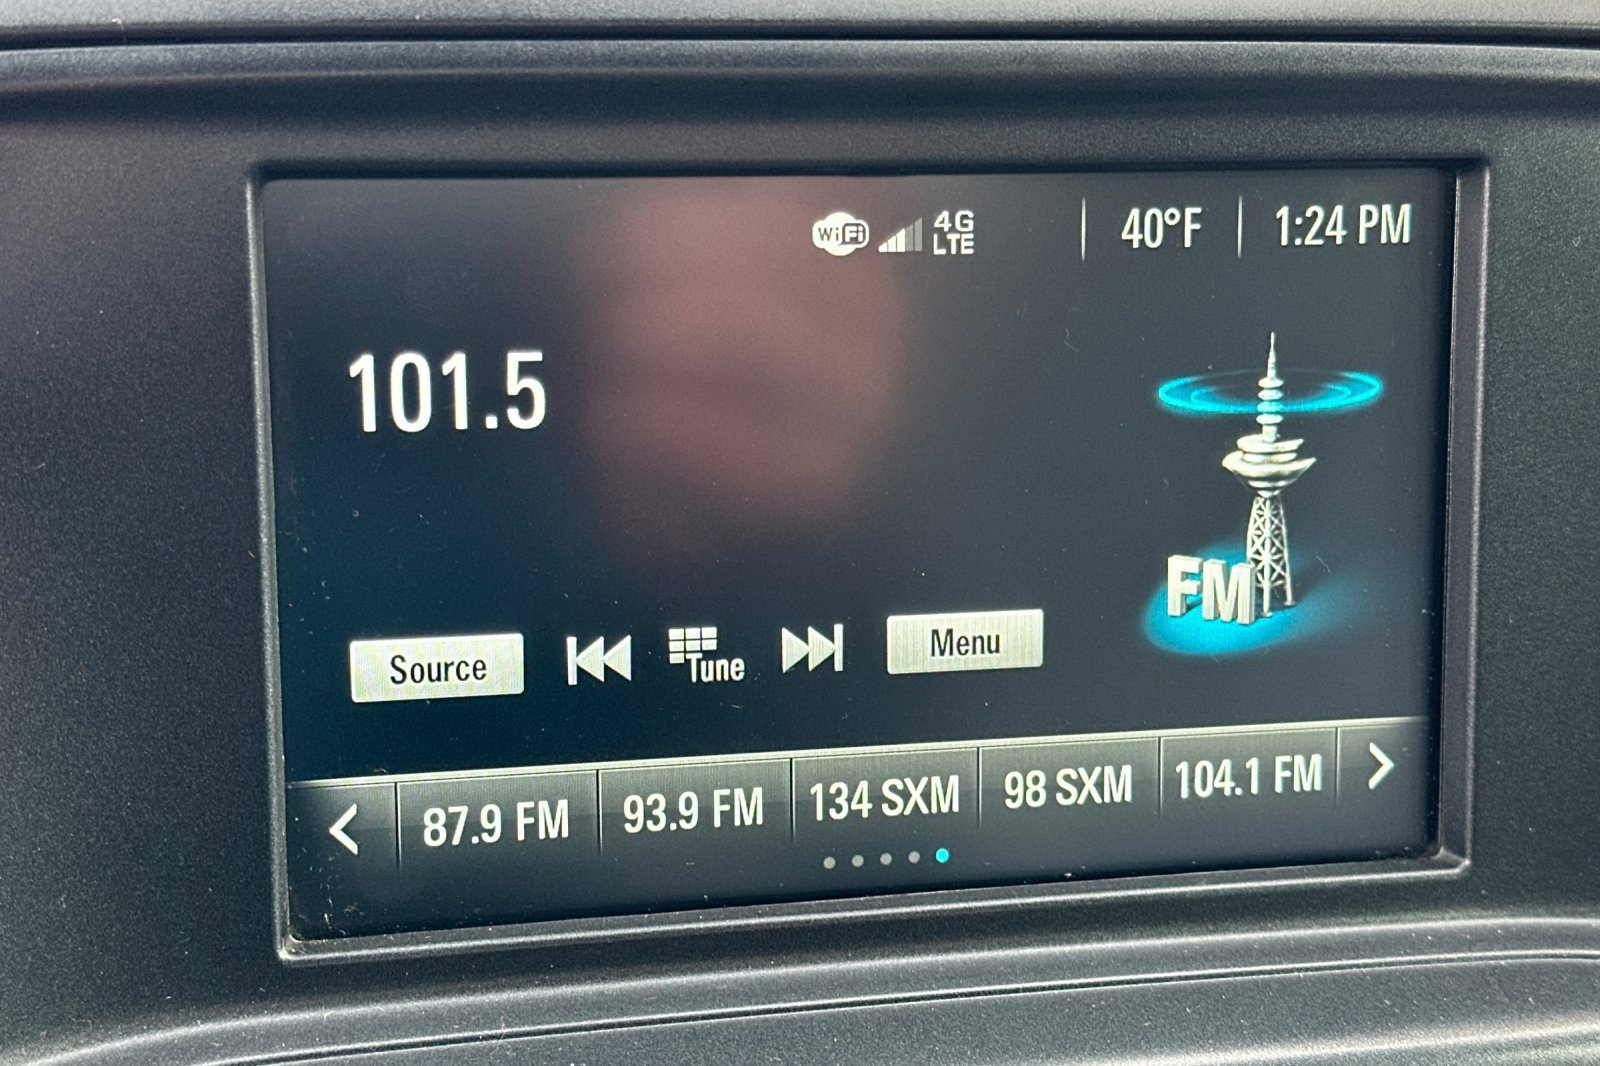 WiFi 4G LTE 40°F 1:24 PM
101.5
FM
Source Tune Menu
87.9 FM 93.9 FM 134 SXM 98 SXM 104.1 FM